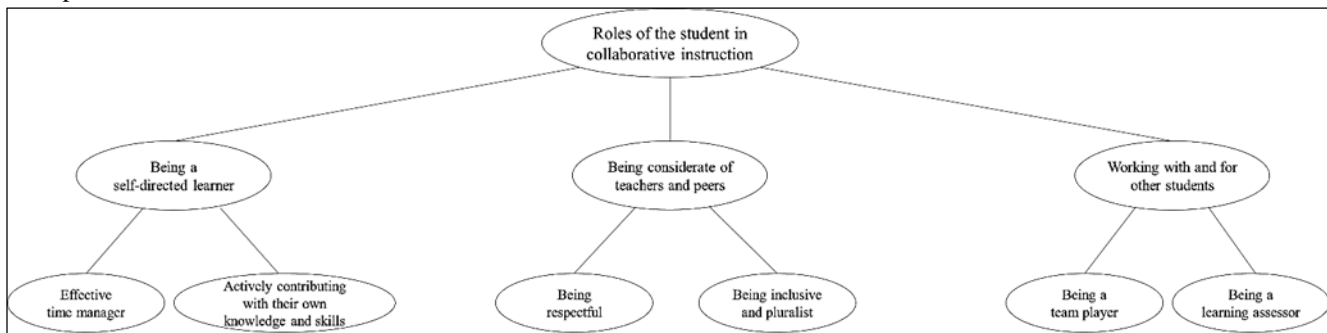 Roles of the student in
collaborative instruction
Being a
self-directed learner
Being considerate of
teachers and peers
Working with and for
other students
Effective
time manager
Actively contributing
with their own
knowledge and skills
Being
respectful
Being inclusive
and pluralist
Being a
team player
Being a
learning assessor